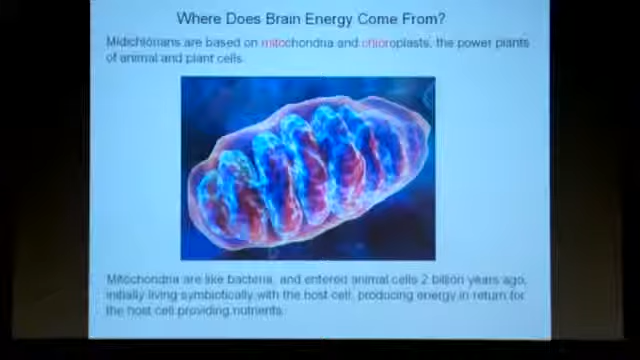 Where Does Brain Energy Come From?
Midichlorians are based on mitochondria and chloroplasts, the power plants
of animal and plant cells.
Mitochondria are like bacteria, and entered animal cells 2 billion years ago,
initially living symbiotically with the host cell, producing energy in return for
the host cell providing nutrients.